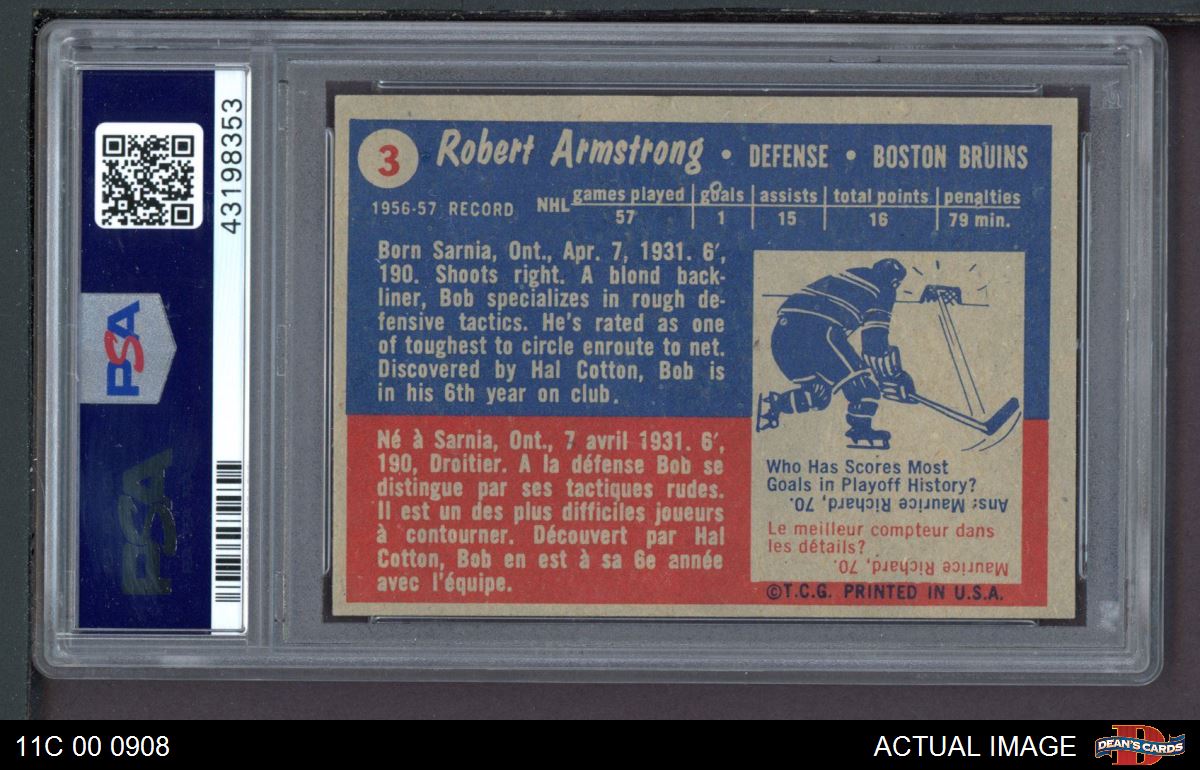 43198353
PSA
PSA
3
Robert Armstrong • DEFENSE • BOSTON BRUINS
1956-57 RECORD NHL games played goals assists total points penalties
57 1 15 16 79 min.
Born Sarnia, Ont., Apr. 7, 1931. 6′,
190. Shoots right. A blond back-
liner, Bob specializes in rough de-
fensive tactics. He's rated as one
of toughest to circle enroute to net.
Discovered by Hal Cotton, Bob is
in his 6th year on club.
Né à Sarnia, Ont., 7 avril 1931. 6′,
190, Droitier. A la défense Bob se
distingue par ses tactiques rudes.
Il est un des plus difficiles joueurs
à contourner. Découvert par Hal
Cotton, Bob en est à sa 6e année
avec l'équipe.
Who Has Scores Most
Goals in Playoff History?
Ans: Maurice Richard, 70.
Le meilleur compteur dans
les détails?
Maurice Richard, 70.
©T.C.G. PRINTED IN U.S.A.
11C 00 0908
ACTUAL IMAGE
D
DEAN'S CARDS